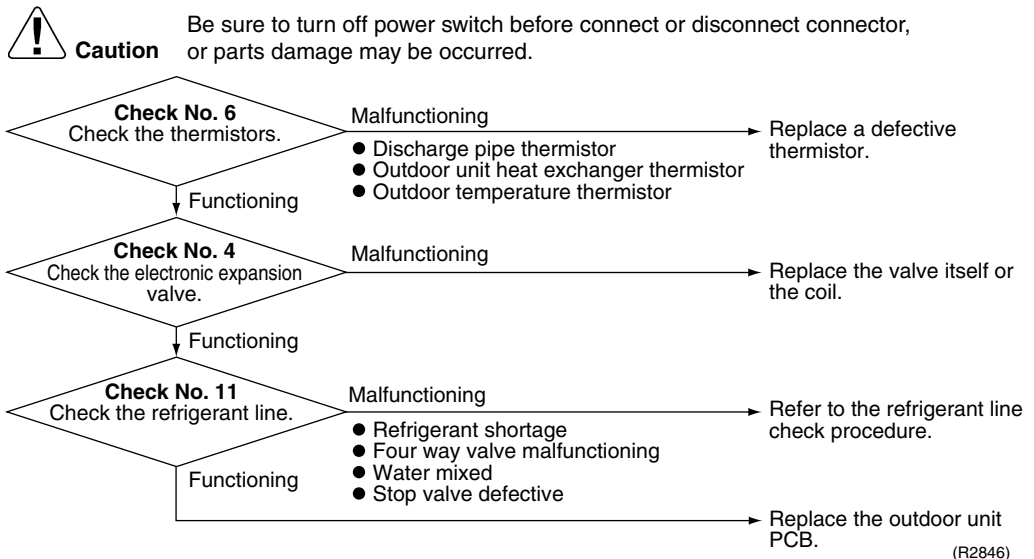 Be sure to turn off power switch before connect or disconnect connector,
Caution or parts damage may be occurred.
Check No. 6
Check the thermistors.
Malfunctioning
● Discharge pipe thermistor
● Outdoor unit heat exchanger thermistor
● Outdoor temperature thermistor
Replace a defective
thermistor.
Functioning
Check No. 4
Check the electronic expansion
valve.
Malfunctioning
Replace the valve itself or
the coil.
Functioning
Check No. 11
Check the refrigerant line.
Malfunctioning
● Refrigerant shortage
● Four way valve malfunctioning
● Water mixed
● Stop valve defective
Refer to the refrigerant line
check procedure.
Functioning
Replace the outdoor unit
PCB.
(R2846)